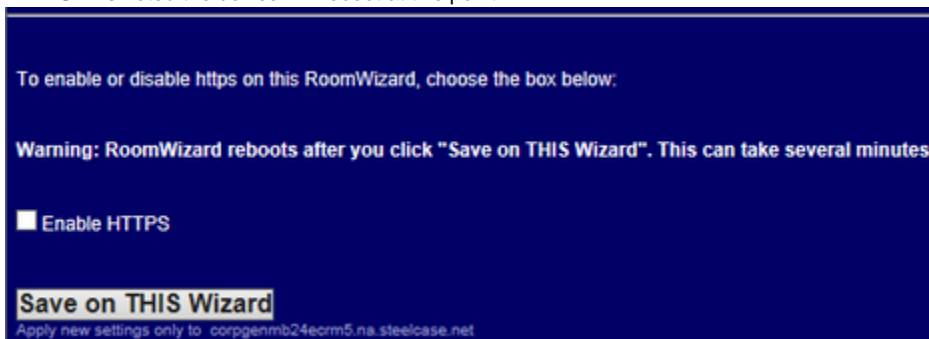 To enable or disable https on this RoomWizard, choose the box below:
Warning: RoomWizard reboots after you click "Save on THIS Wizard". This can take several minutes
Enable HTTPS
Save on THIS Wizard
Apply new settings only to corpgenmb24ecrm5.na.steelcase.net